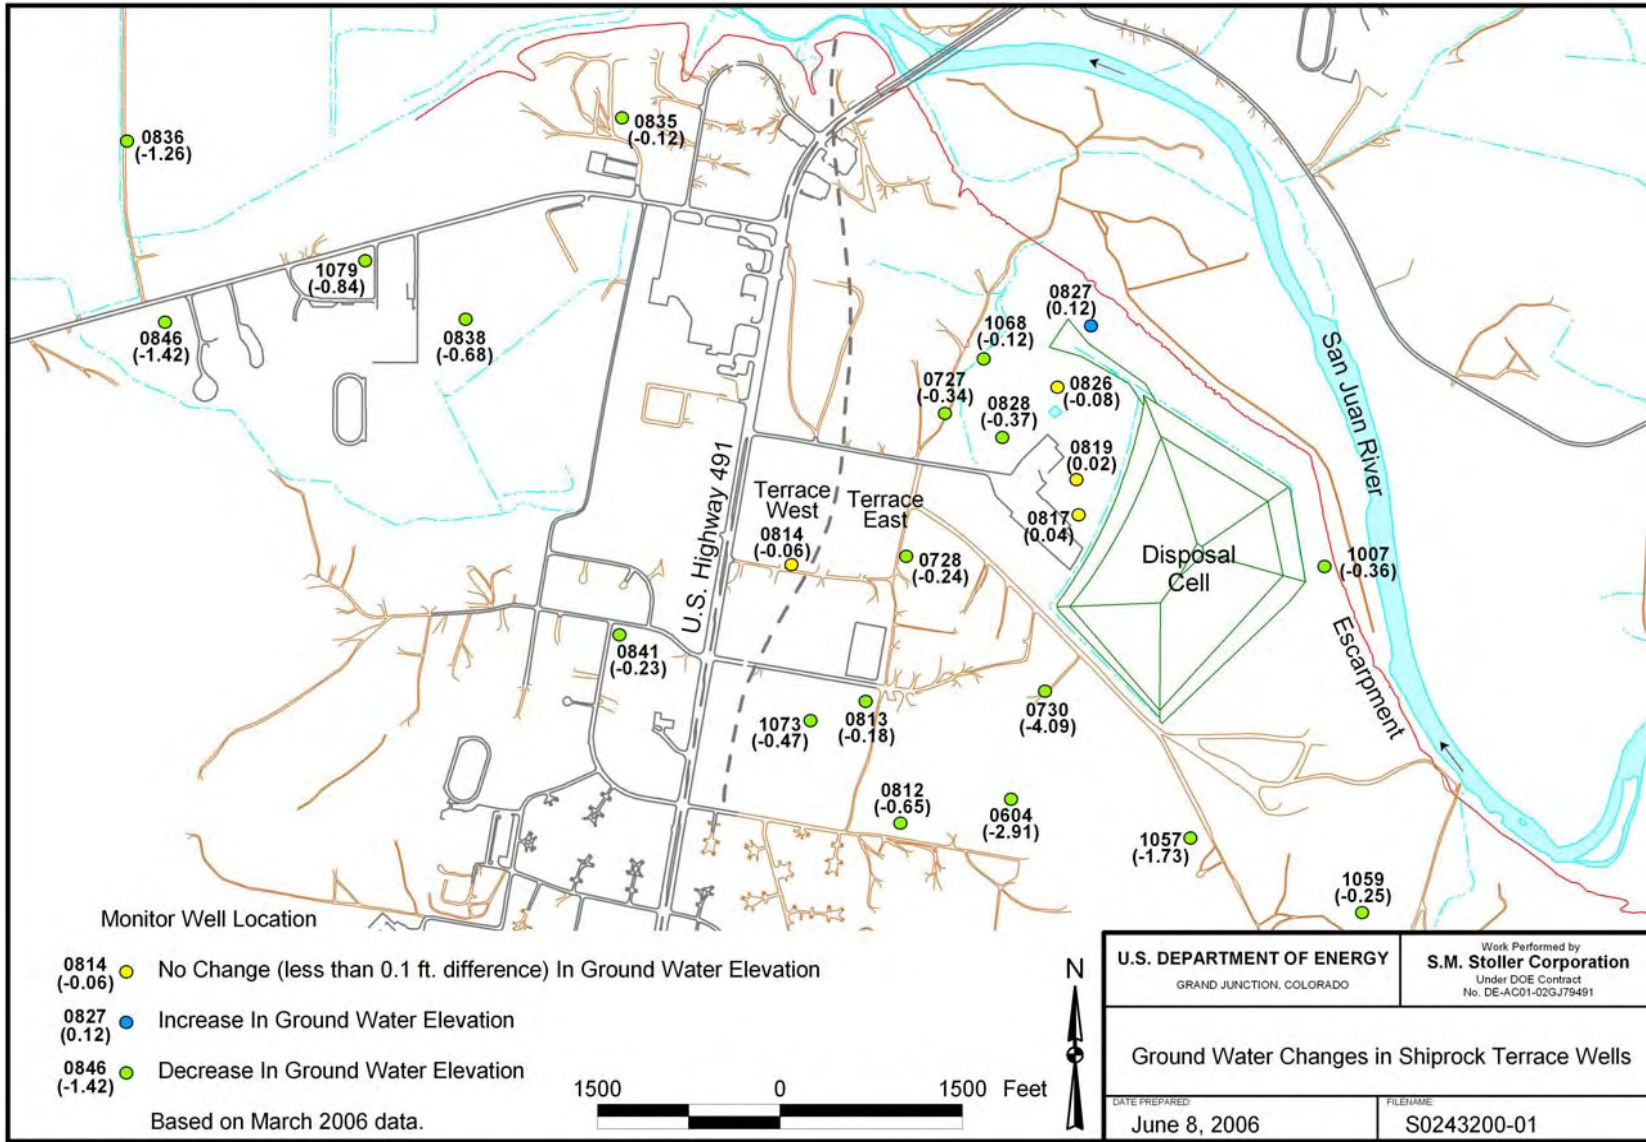 0836
(-1.26)
0835
(-0.12)
1079
(-0.84)
0846
(-1.42)
0838
(-0.68)
0827
(0.12)
1068
(-0.12)
0727
(-0.34)
0828
(-0.37)
0826
(-0.08)
0819
(0.02)
0817
(0.04)
San Juan River
U.S. Highway 491
Terrace
West
Terrace
East
0814
(-0.06)
0728
(-0.24)
Disposal
Cell
1007
(-0.36)
Escarpment
0841
(-0.23)
1073
(-0.47)
0813
(-0.18)
0730
(-4.09)
0812
(-0.65)
0604
(-2.91)
1057
(-1.73)
1059
(-0.25)
Monitor Well Location
0814
(-0.06)
No Change (less than 0.1 ft. difference) In Ground Water Elevation
0827
(0.12)
Increase In Ground Water Elevation
0846
(-1.42)
Decrease In Ground Water Elevation
Based on March 2006 data.
1500 0 1500 Feet
N
U.S. DEPARTMENT OF ENERGY
GRAND JUNCTION, COLORADO
Work Performed by
S.M. Stoller Corporation
Under DOE Contract
No. DE-AC01-02GJ79491
Ground Water Changes in Shiprock Terrace Wells
DATE PREPARED:
June 8, 2006
FILENAME:
S0243200-01